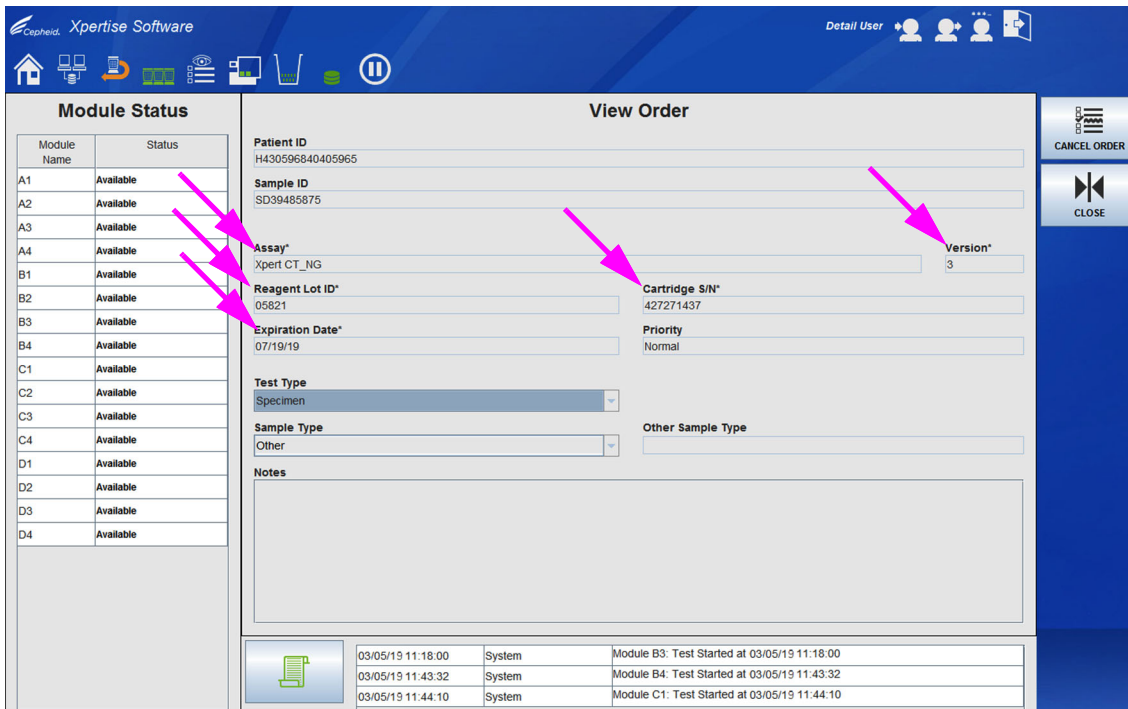 Cepheid. Xpertise Software
Detail User
Module Status
Module Name Status
A1 Available
A2 Available
A3 Available
A4 Available
B1 Available
B2 Available
B3 Available
B4 Available
C1 Available
C2 Available
C3 Available
C4 Available
D1 Available
D2 Available
D3 Available
D4 Available
View Order
Patient ID
H430596840405965
Sample ID
SD39485875
Assay* Version*
Xpert CT_NG 3
Reagent Lot ID* Cartridge S/N*
05821 427271437
Expiration Date* Priority
07/19/19 Normal
Test Type
Specimen
Sample Type Other Sample Type
Other
Notes
03/05/19 11:18:00 System Module B3: Test Started at 03/05/19 11:18:00
03/05/19 11:43:32 System Module B4: Test Started at 03/05/19 11:43:32
03/05/19 11:44:10 System Module C1: Test Started at 03/05/19 11:44:10
CANCEL ORDER
CLOSE